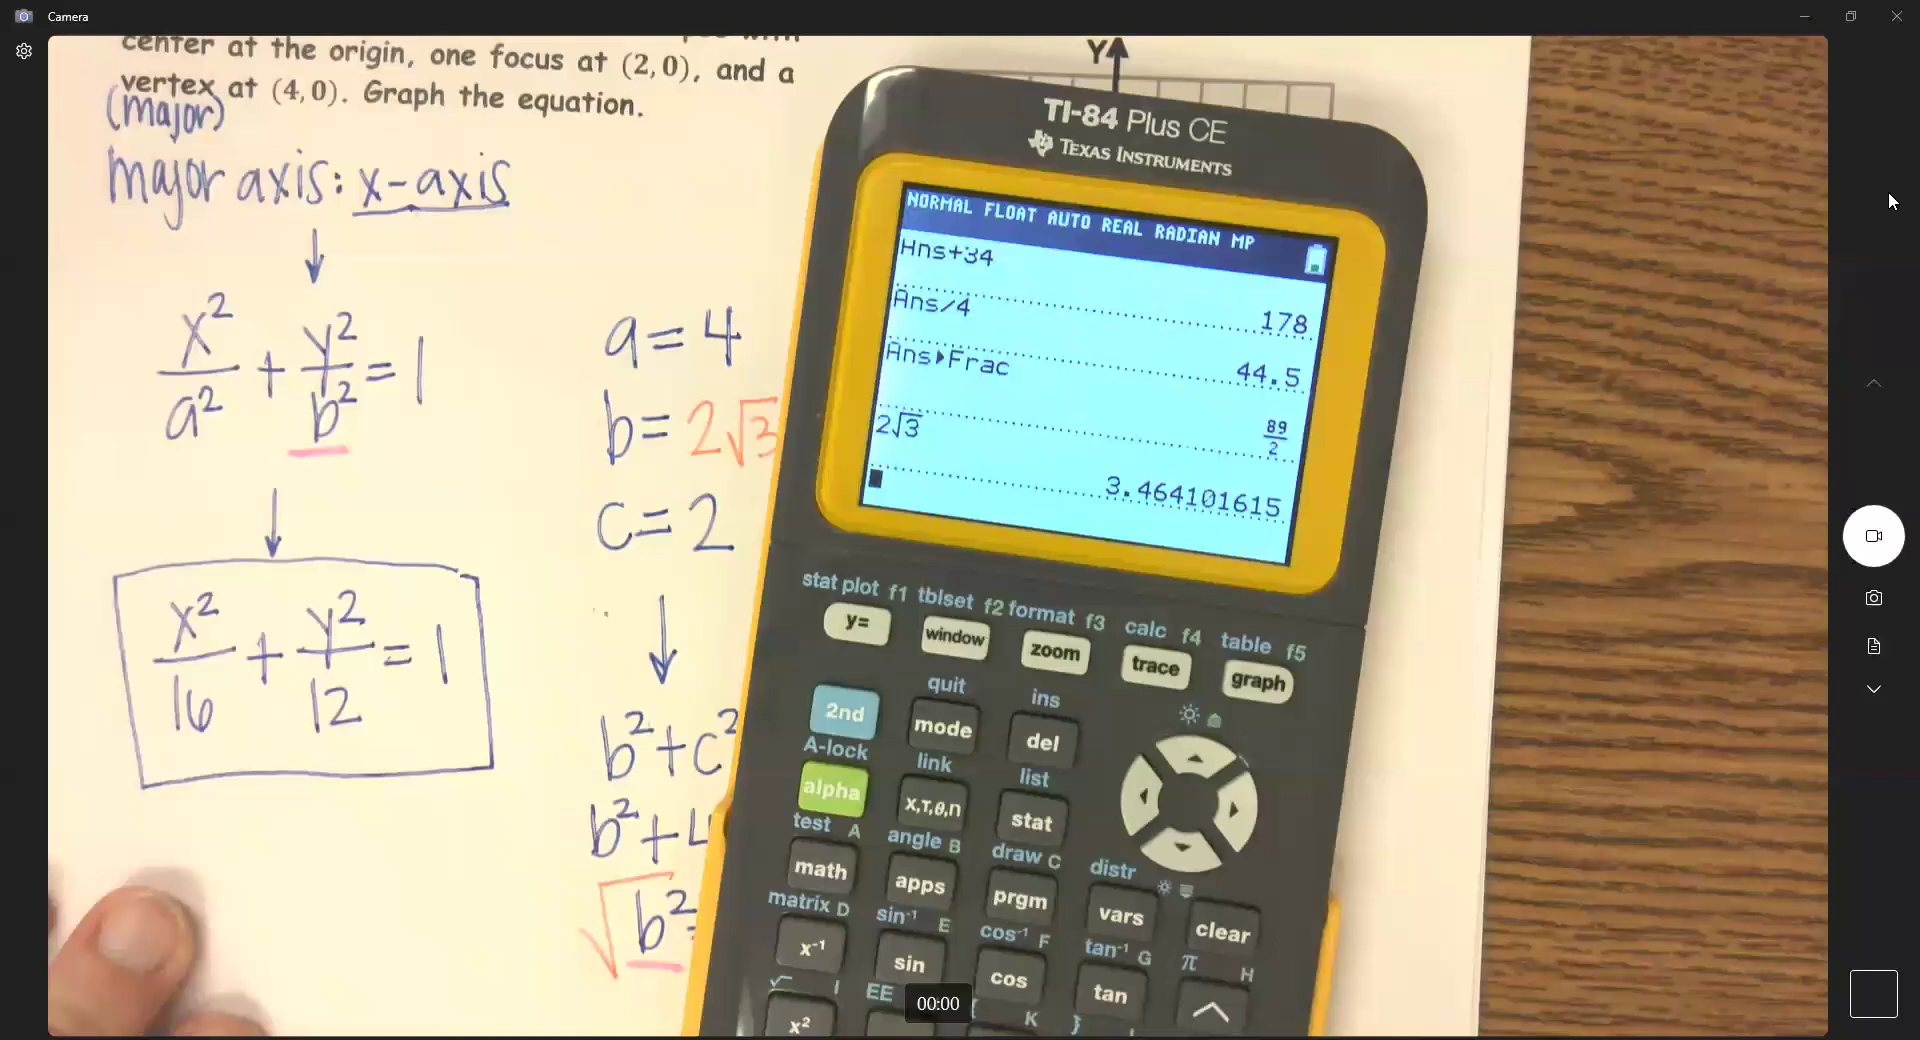 Camera
center at the origin, one focus at (2,0), and a
vertex at (4,0). Graph the equation.
(major)
major axis: x-axis
x²/a² + y²/b² = 1
x²/16 + y²/12 = 1
a = 4
b = 2√3
c = 2
b²+c²
b²+4
√b²=
Y
TI-84 Plus CE
TEXAS INSTRUMENTS
NORMAL FLOAT AUTO REAL RADIAN MP
Ans+34
178
Ans/4
44.5
Ans▸Frac
89/2
2√3
3.464101615
stat plot f1 tblset f2 format f3 calc f4 table f5
y= window zoom trace graph
quit ins
2nd mode del
A-lock link list
alpha X,T,θ,n stat
test A angle B draw C distr
math apps prgm vars clear
matrix D sin⁻¹ E cos⁻¹ F tan⁻¹ G π H
x⁻¹ sin cos tan ^
√ I EE { K }
x²
00:00